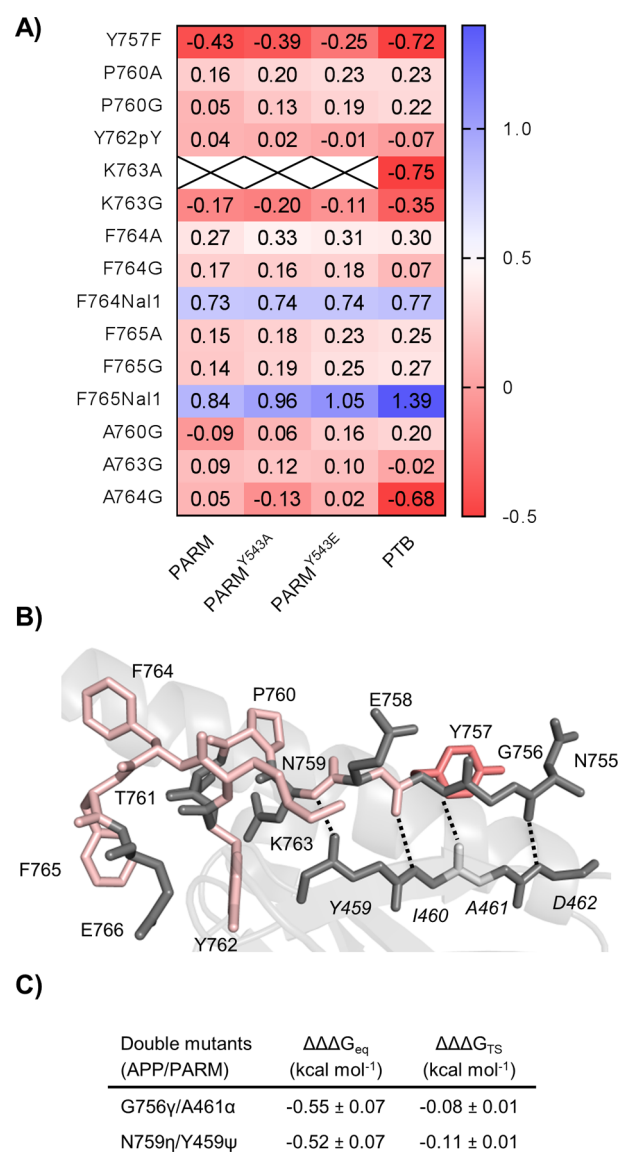 A)
Y757F -0.43 -0.39 -0.25 -0.72
P760A 0.16 0.20 0.23 0.23
P760G 0.05 0.13 0.19 0.22
Y762pY 0.04 0.02 -0.01 -0.07
K763A -0.75
K763G -0.17 -0.20 -0.11 -0.35
F764A 0.27 0.33 0.31 0.30
F764G 0.17 0.16 0.18 0.07
F764Nal1 0.73 0.74 0.74 0.77
F765A 0.15 0.18 0.23 0.25
F765G 0.14 0.19 0.25 0.27
F765Nal1 0.84 0.96 1.05 1.39
A760G -0.09 0.06 0.16 0.20
A763G 0.09 0.12 0.10 -0.02
A764G 0.05 -0.13 0.02 -0.68
PARM PARM^Y543A PARM^Y543E PTB
1.0
0.5
0
-0.5
B)
F764
P760
E758
Y757
G756
N755
N759
T761
K763
F765
E766
Y762
Y459
I460
A461
D462
C)
Double mutants ΔΔΔG_eq ΔΔΔG_TS
(APP/PARM) (kcal mol⁻¹) (kcal mol⁻¹)
G756γ/A461α -0.55 ± 0.07 -0.08 ± 0.01
N759η/Y459ψ -0.52 ± 0.07 -0.11 ± 0.01